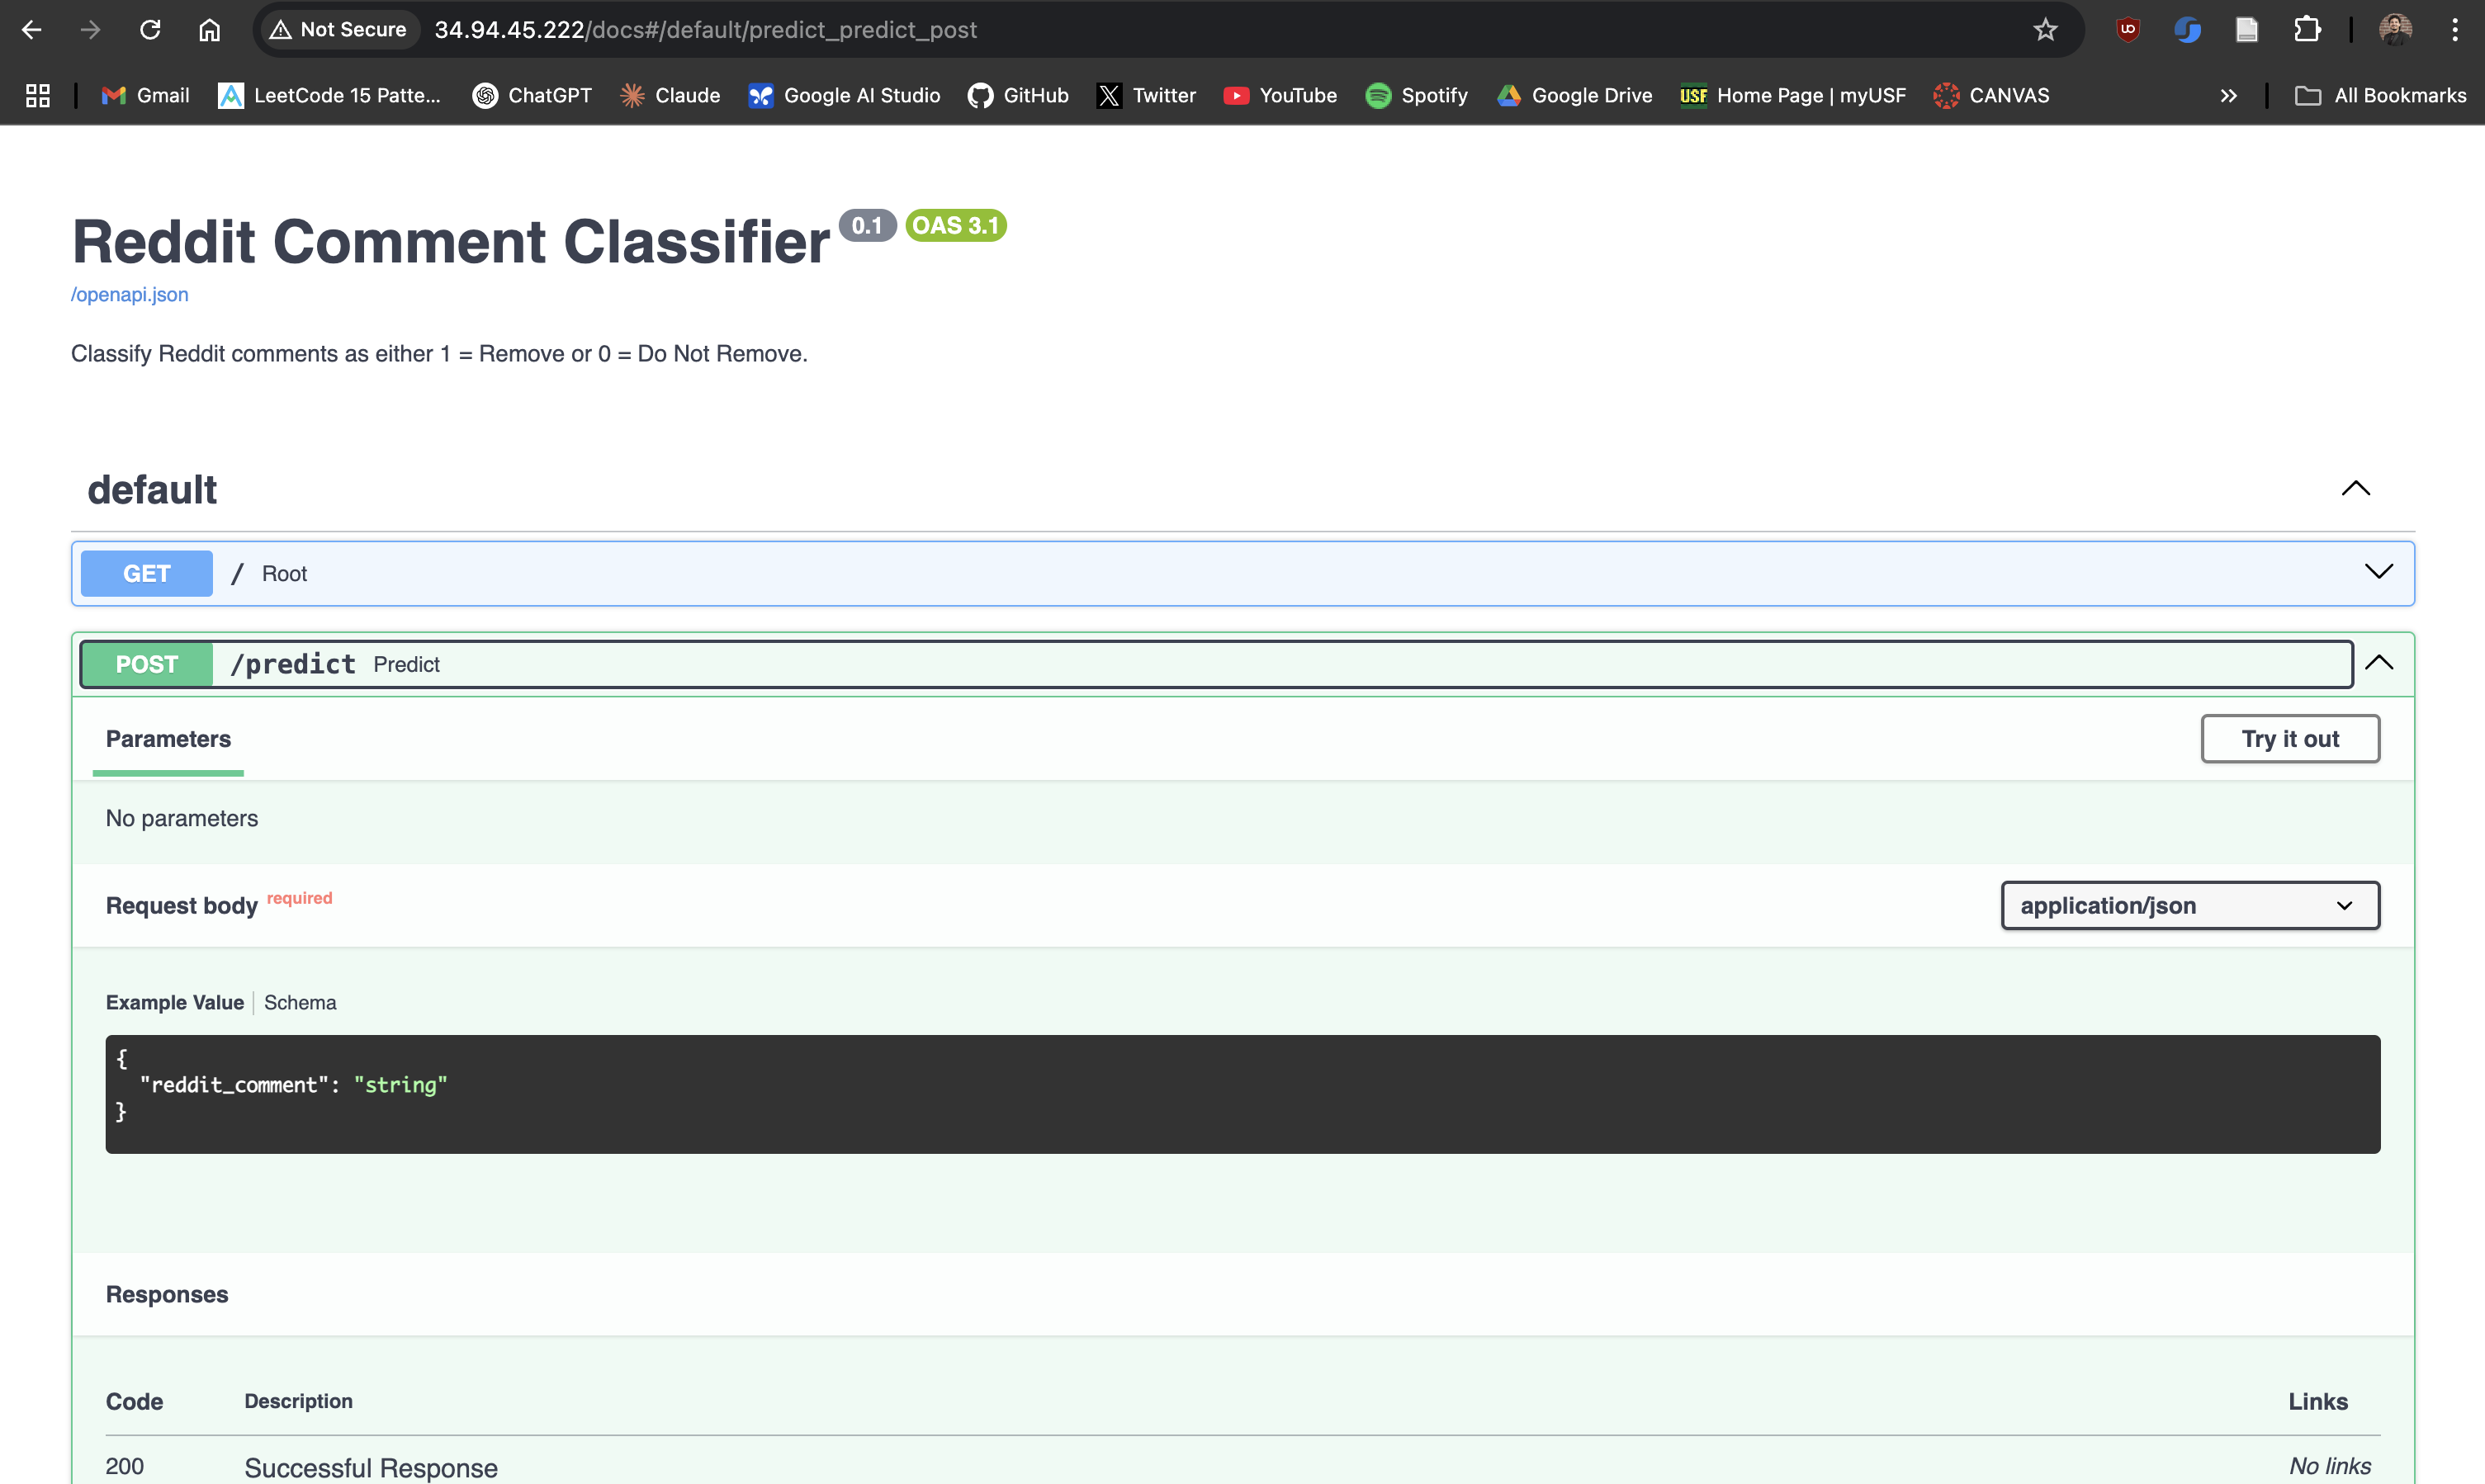 Not Secure 34.94.45.222/docs#/default/predict_predict_post
Gmail LeetCode 15 Patte... ChatGPT Claude Google AI Studio GitHub Twitter YouTube Spotify Google Drive USF Home Page | myUSF CANVAS All Bookmarks
Reddit Comment Classifier 0.1 OAS 3.1
/openapi.json
Classify Reddit comments as either 1 = Remove or 0 = Do Not Remove.
default
GET / Root
POST /predict Predict
Parameters Try it out
No parameters
Request body required application/json
Example Value Schema
{
"reddit_comment": "string"
}
Responses
Code Description Links
200 Successful Response No links